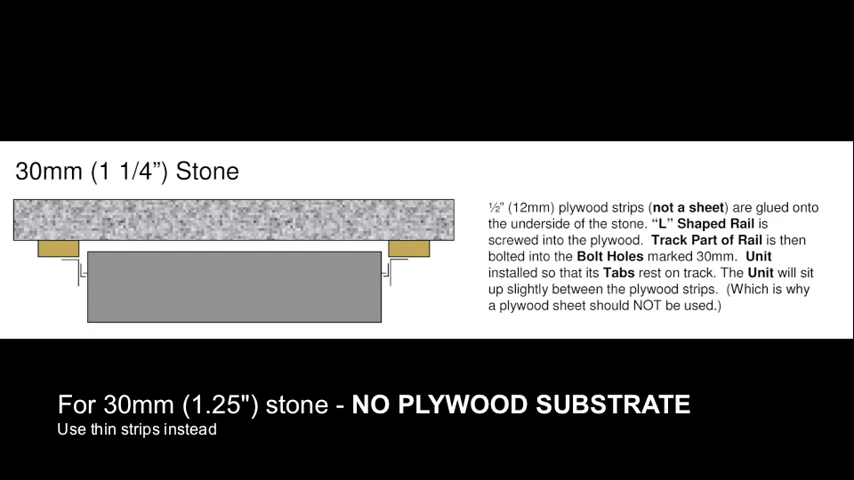 30mm (1 1/4”) Stone
½” (12mm) plywood strips (not a sheet) are glued onto
the underside of the stone. “L” Shaped Rail is
screwed into the plywood. Track Part of Rail is then
bolted into the Bolt Holes marked 30mm. Unit
installed so that its Tabs rest on track. The Unit will sit
up slightly between the plywood strips. (Which is why
a plywood sheet should NOT be used.)
For 30mm (1.25") stone - NO PLYWOOD SUBSTRATE
Use thin strips instead